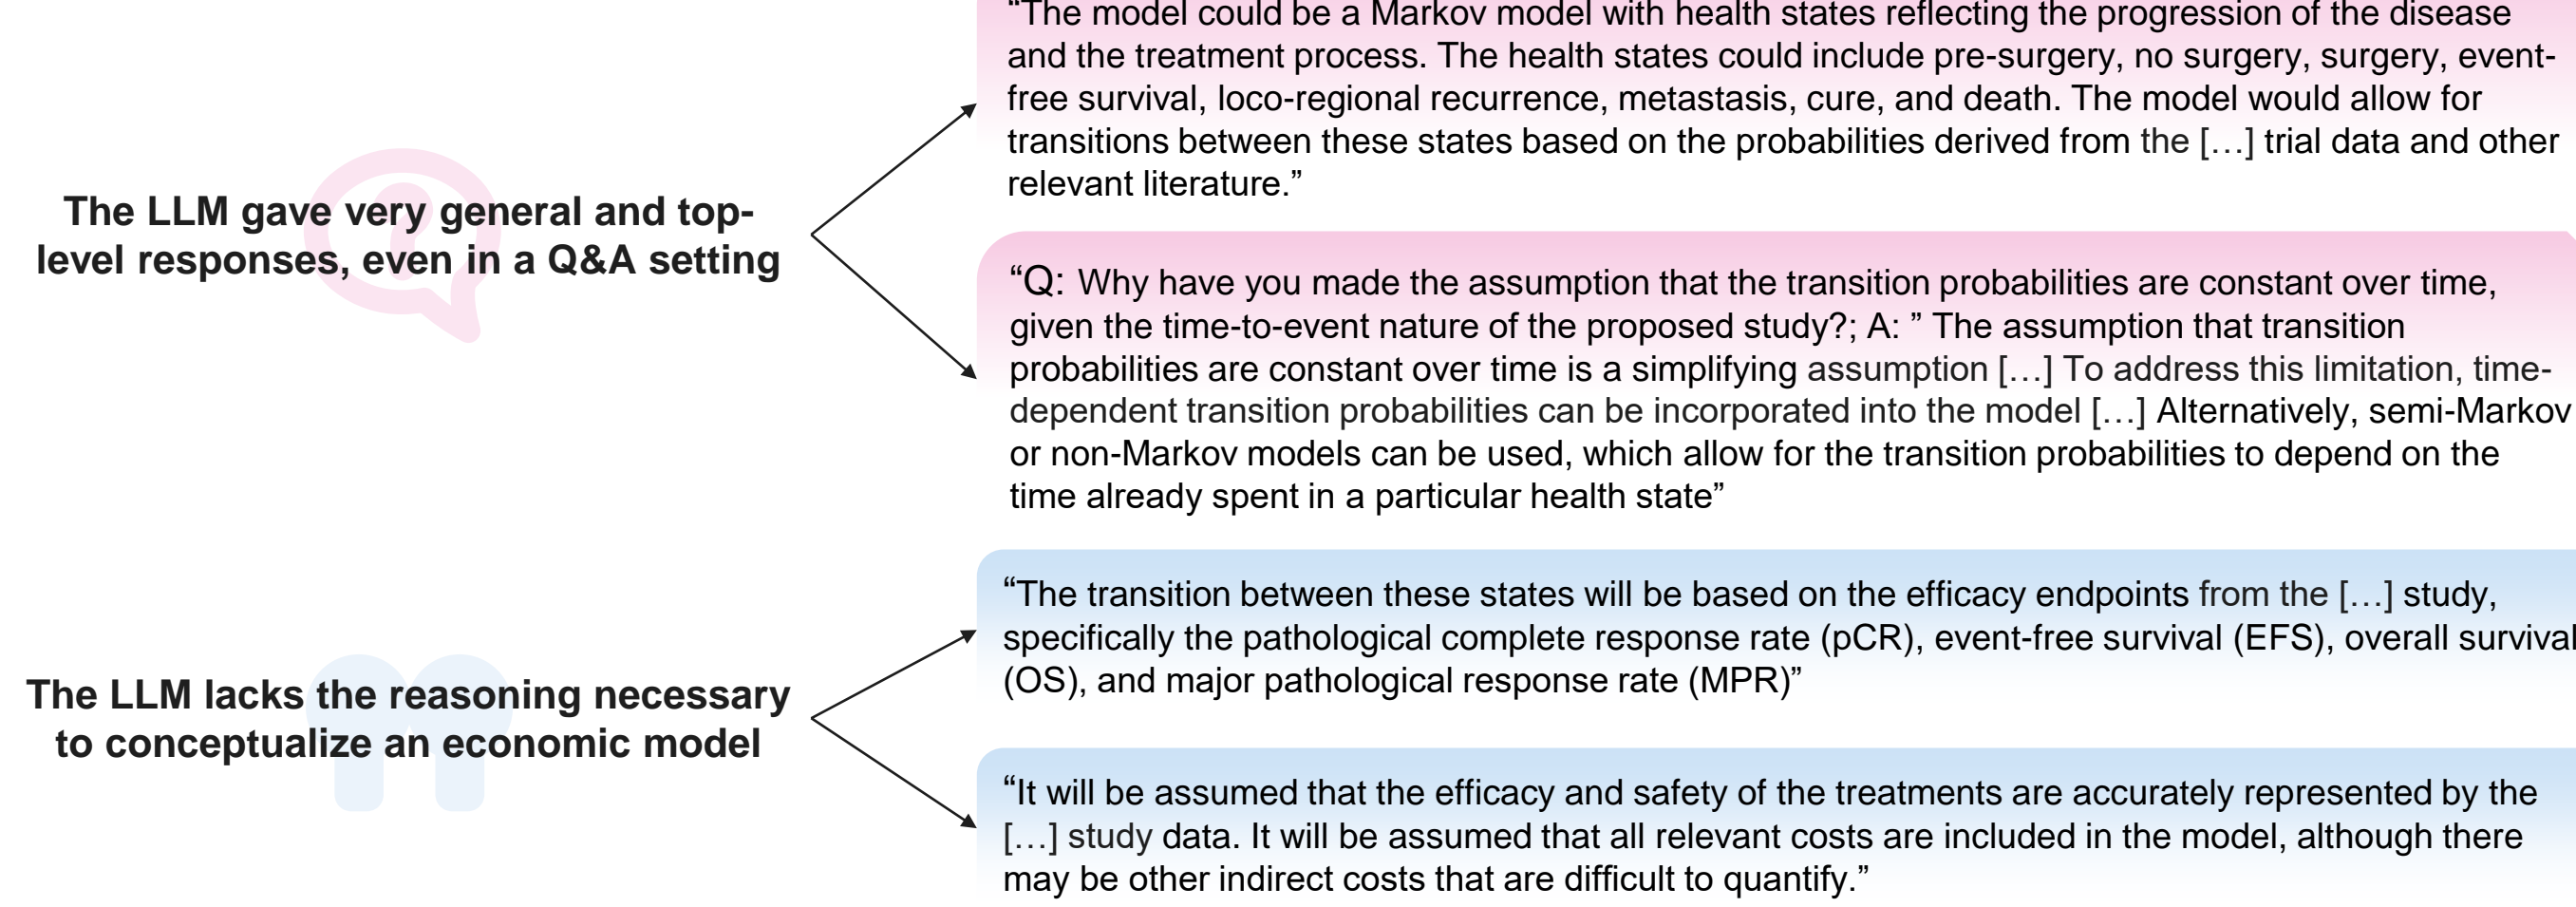 The LLM gave very general and top-
level responses, even in a Q&A setting
“The model could be a Markov model with health states reflecting the progression of the disease
and the treatment process. The health states could include pre-surgery, no surgery, surgery, event-
free survival, loco-regional recurrence, metastasis, cure, and death. The model would allow for
transitions between these states based on the probabilities derived from the […] trial data and other
relevant literature.”
“Q: Why have you made the assumption that the transition probabilities are constant over time,
given the time-to-event nature of the proposed study?; A: ” The assumption that transition
probabilities are constant over time is a simplifying assumption […] To address this limitation, time-
dependent transition probabilities can be incorporated into the model […] Alternatively, semi-Markov
or non-Markov models can be used, which allow for the transition probabilities to depend on the
time already spent in a particular health state”
The LLM lacks the reasoning necessary
to conceptualize an economic model
“The transition between these states will be based on the efficacy endpoints from the […] study,
specifically the pathological complete response rate (pCR), event-free survival (EFS), overall survival
(OS), and major pathological response rate (MPR)”
“It will be assumed that the efficacy and safety of the treatments are accurately represented by the
[…] study data. It will be assumed that all relevant costs are included in the model, although there
may be other indirect costs that are difficult to quantify.”